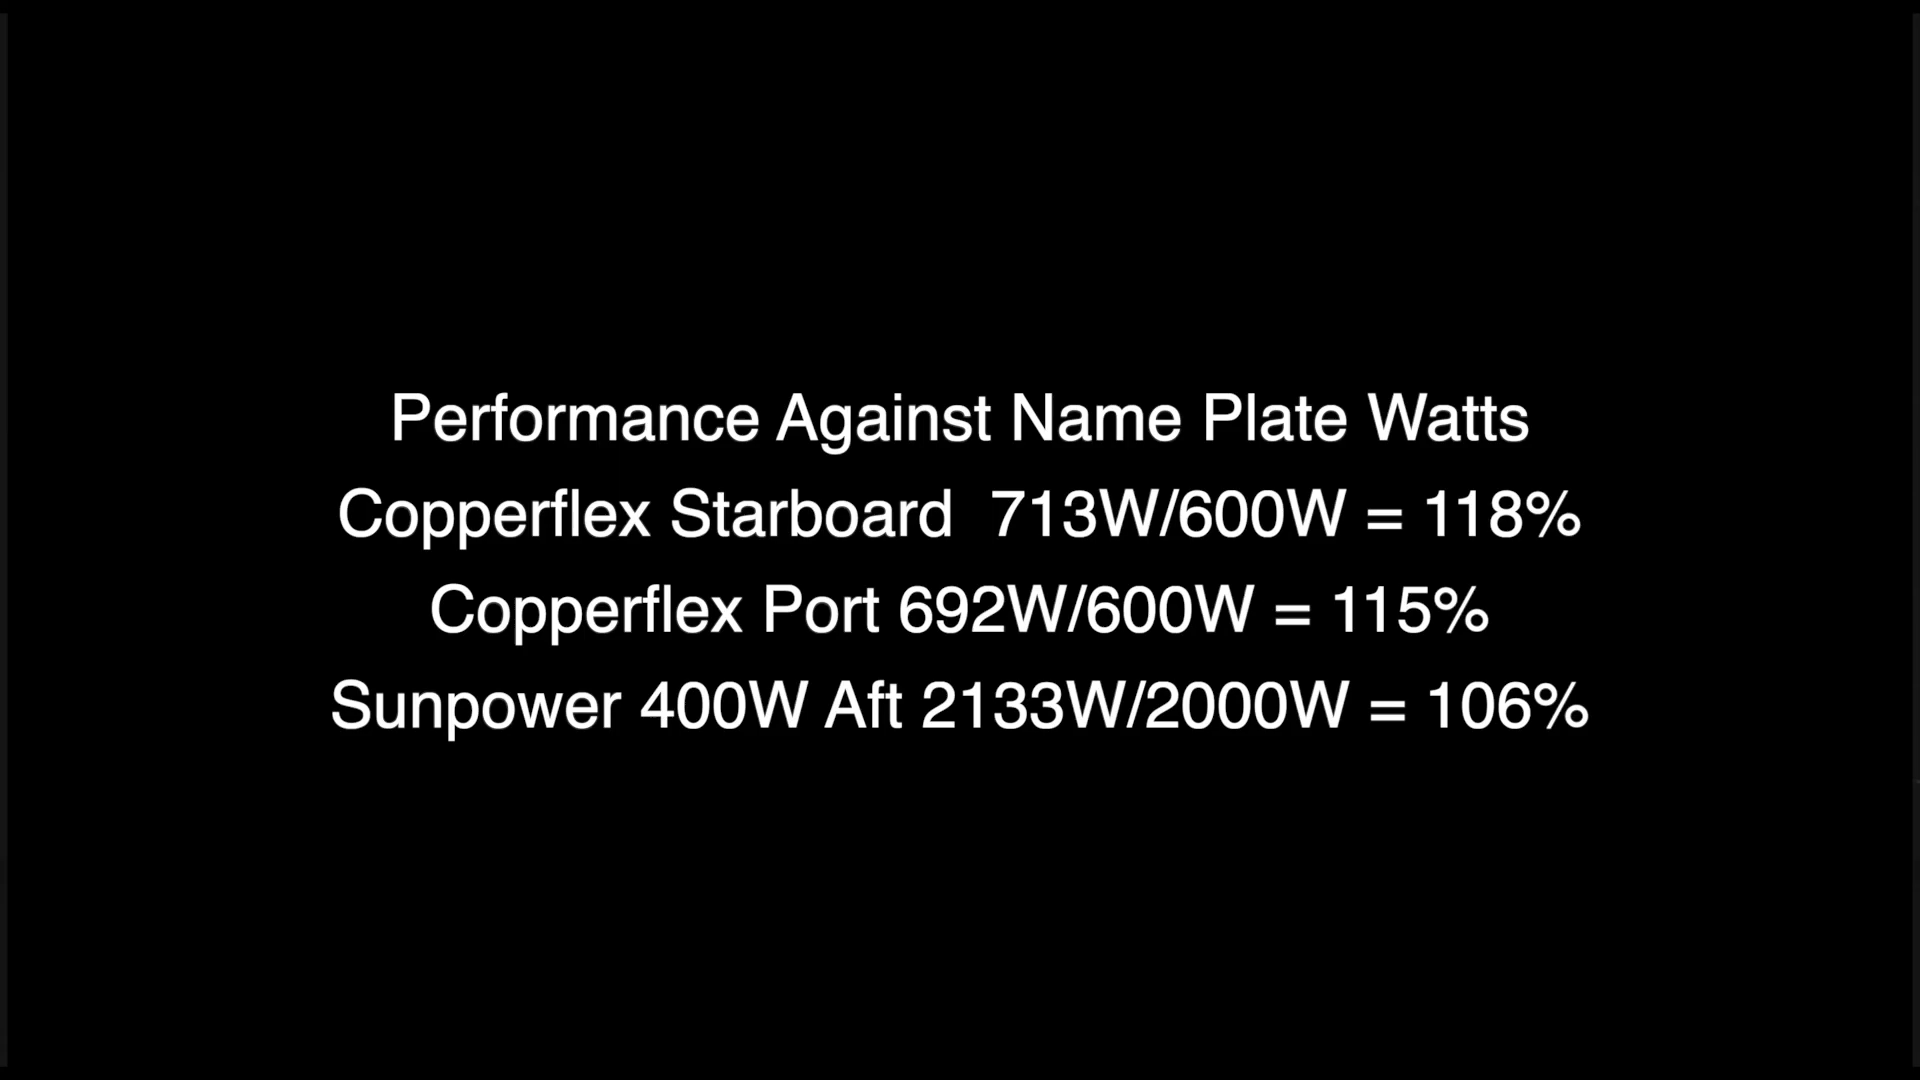 Performance Against Name Plate Watts
Copperflex Starboard  713W/600W = 118%
Copperflex Port 692W/600W = 115%
Sunpower 400W Aft 2133W/2000W = 106%